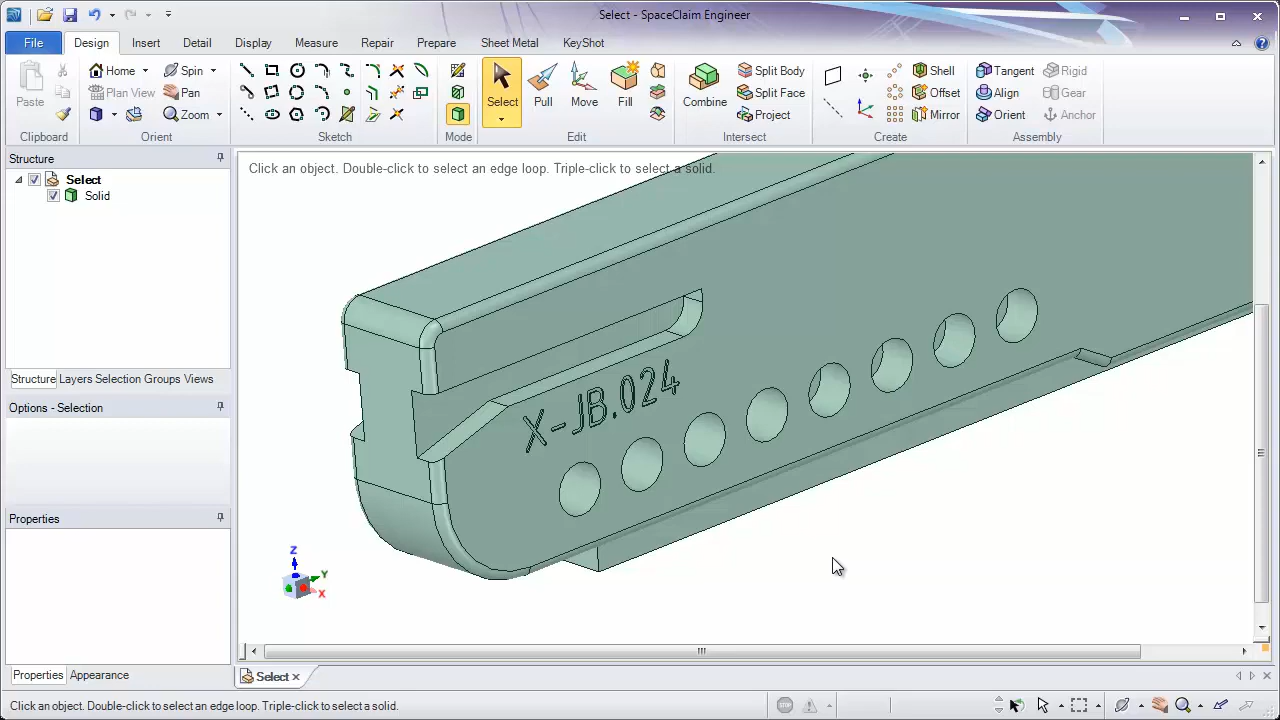 Select - SpaceClaim Engineer
File Design Insert Detail Display Measure Repair Prepare Sheet Metal KeyShot
Paste
Clipboard
Home Spin
Plan View Pan
Zoom
Orient
Sketch
Mode
Select Pull Move Fill
Edit
Combine
Split Body
Split Face
Project
Intersect
Shell
Offset
Mirror
Create
Tangent Rigid
Align Gear
Orient Anchor
Assembly
Structure
Select
Solid
Structure Layers Selection Groups Views
Options - Selection
Properties
Properties Appearance
Click an object. Double-click to select an edge loop. Triple-click to select a solid.
X-JB.024
Z
Y
X
Select
Click an object. Double-click to select an edge loop. Triple-click to select a solid.